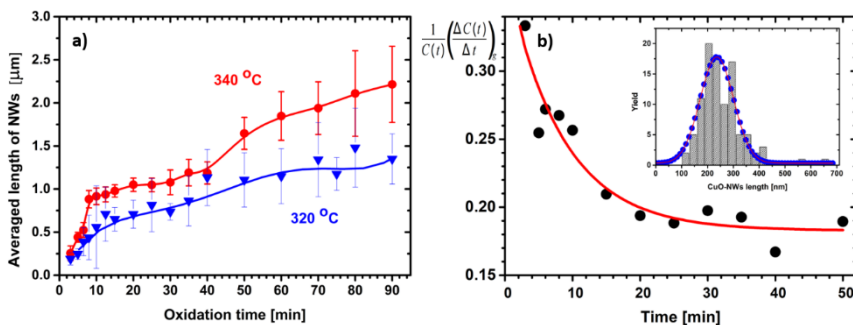 a)
340 °C
320 °C
Averaged length of NWs [µm]
3.0
2.5
2.0
1.5
1.0
0.5
0.0
0 10 20 30 40 50 60 70 80 90
Oxidation time [min]
1/C(t) (ΔC(t)/Δt)g
b)
0.33
0.30
0.25
0.20
0.15
0 10 20 30 40 50
Time [min]
Yield
20
15
10
5
0
0 100 200 300 400 500 600 700
CuO-NWs length [nm]